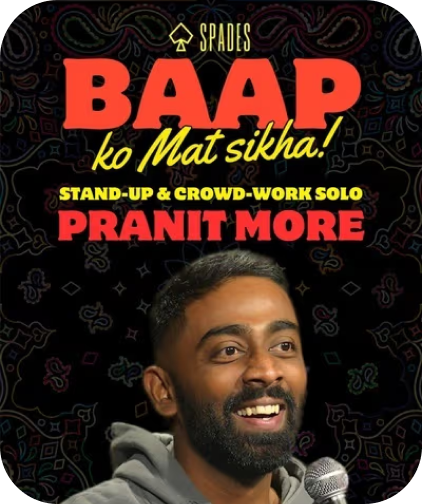 SPADES
BAAP
ko Mat sikha!
STAND-UP & CROWD-WORK SOLO
PRANIT MORE